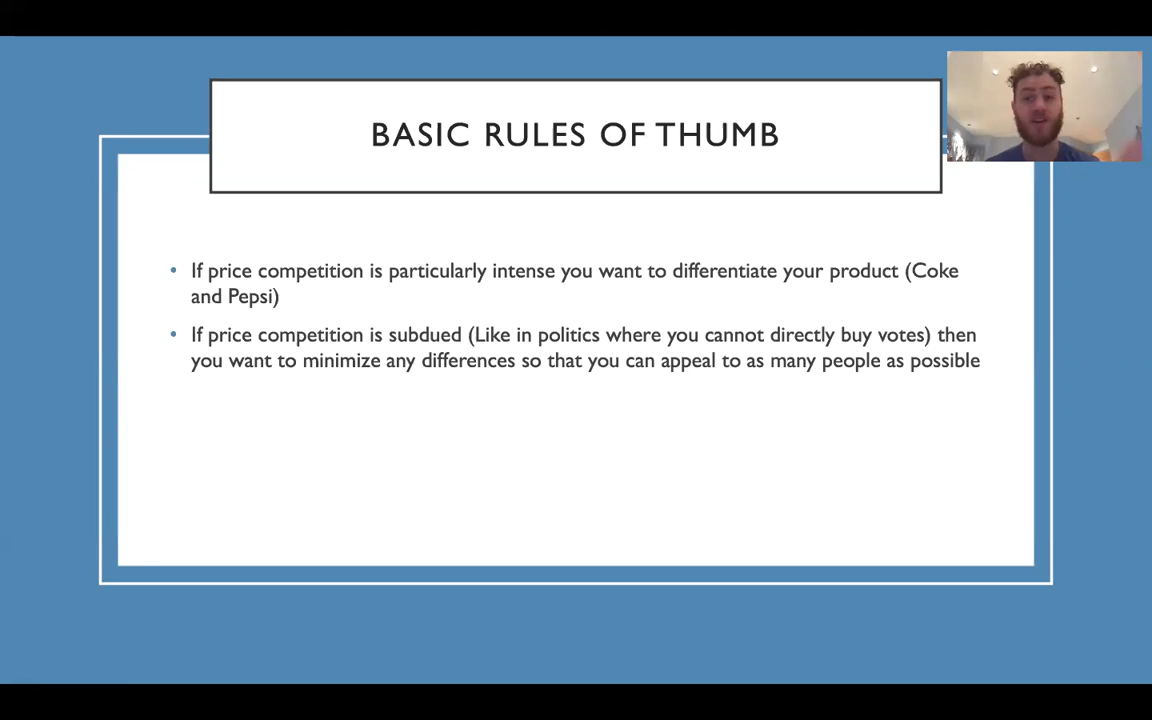 BASIC RULES OF THUMB
• If price competition is particularly intense you want to differentiate your product (Coke
and Pepsi)
• If price competition is subdued (Like in politics where you cannot directly buy votes) then
you want to minimize any differences so that you can appeal to as many people as possible